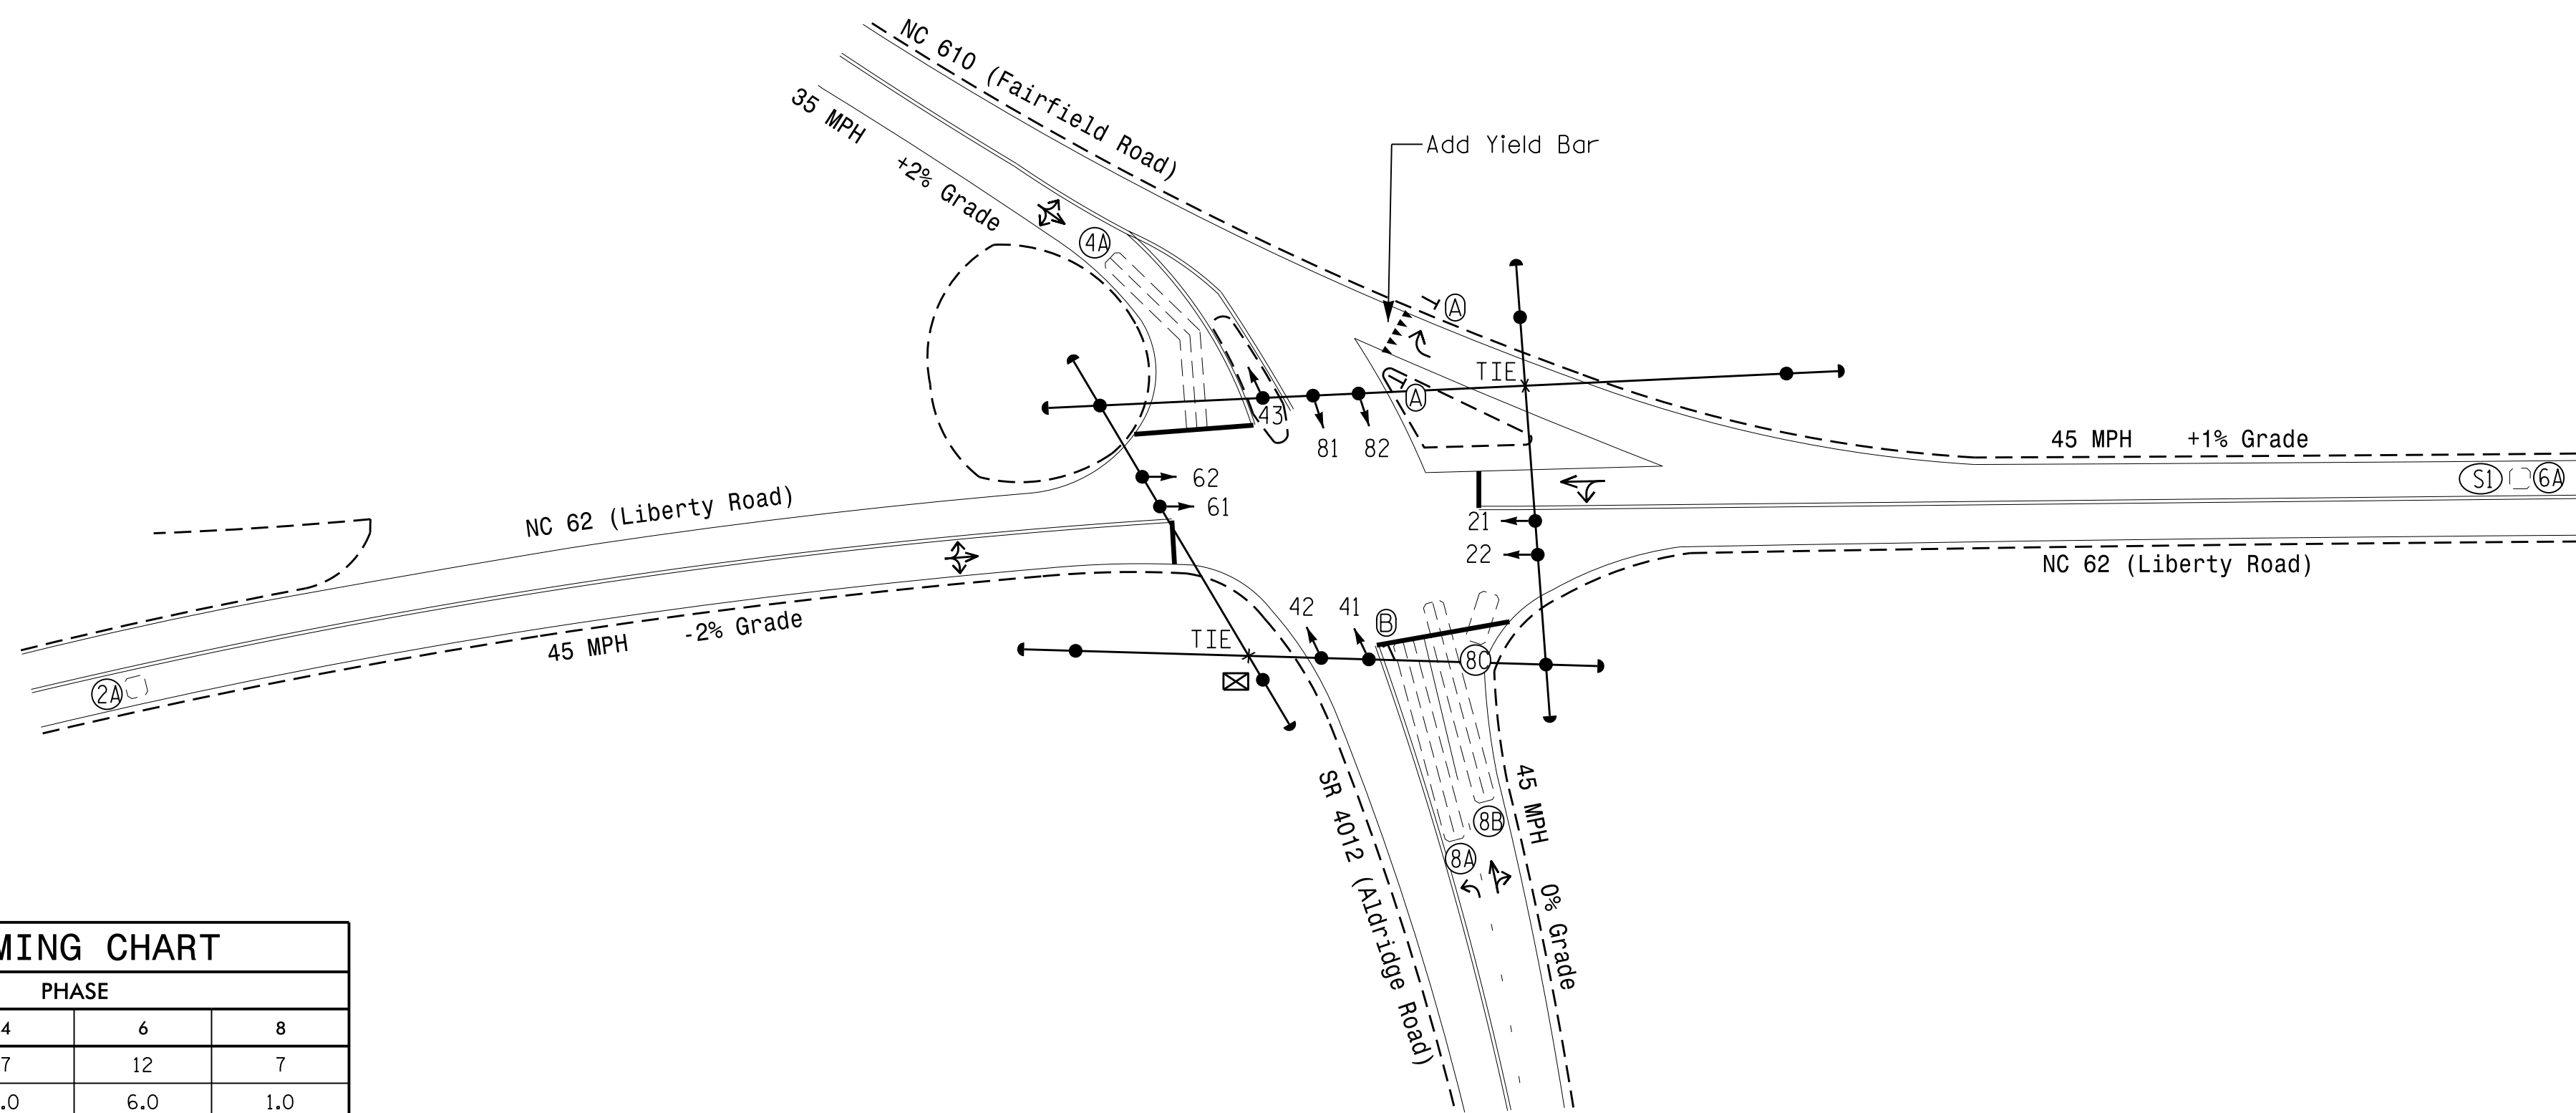 NC 610 (Fairfield Road)
35 MPH
+2% Grade
Add Yield Bar
4A
A
TIE
A
43
81
82
45 MPH +1% Grade
S1
6A
62
61
NC 62 (Liberty Road)
21
22
NC 62 (Liberty Road)
45 MPH -2% Grade
2A
42
41
B
TIE
8C
SR 4012 (Aldridge Road)
45 MPH 0% Grade
8B
8A
MING CHART
PHASE
4 6 8
7 12 7
.0 6.0 1.0